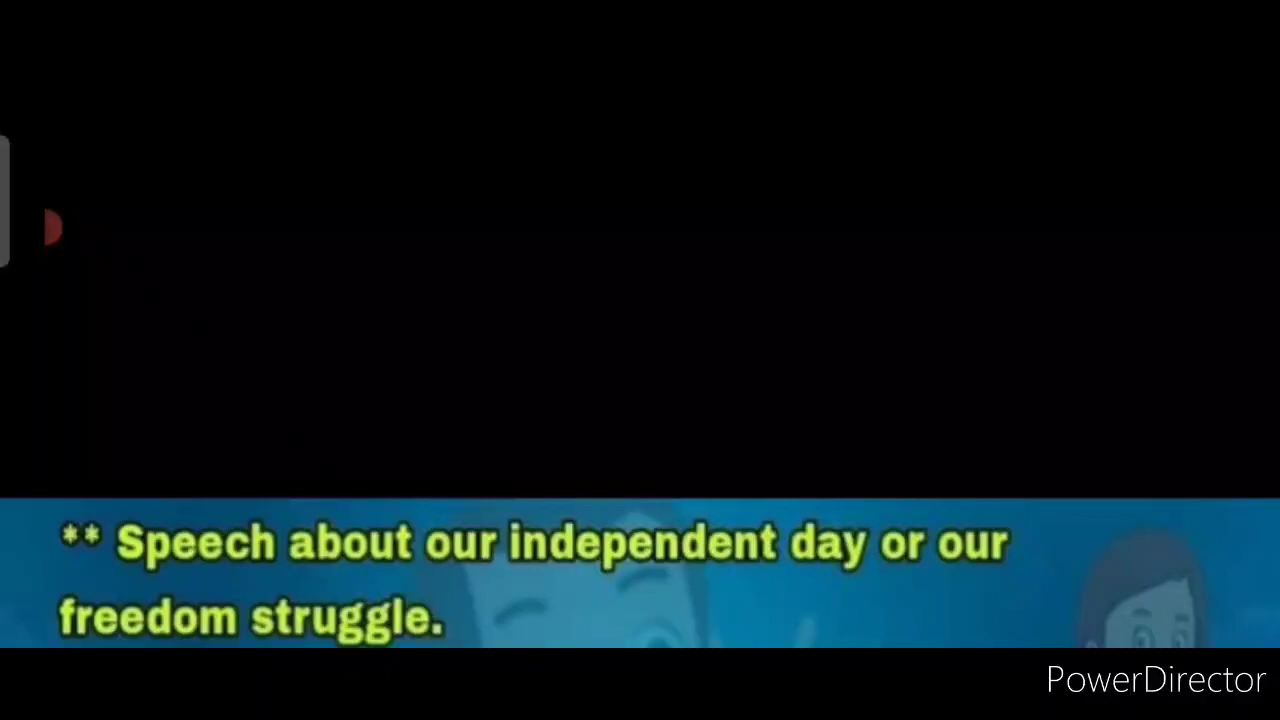 ** Speech about our independent day or our
freedom struggle.
PowerDirector